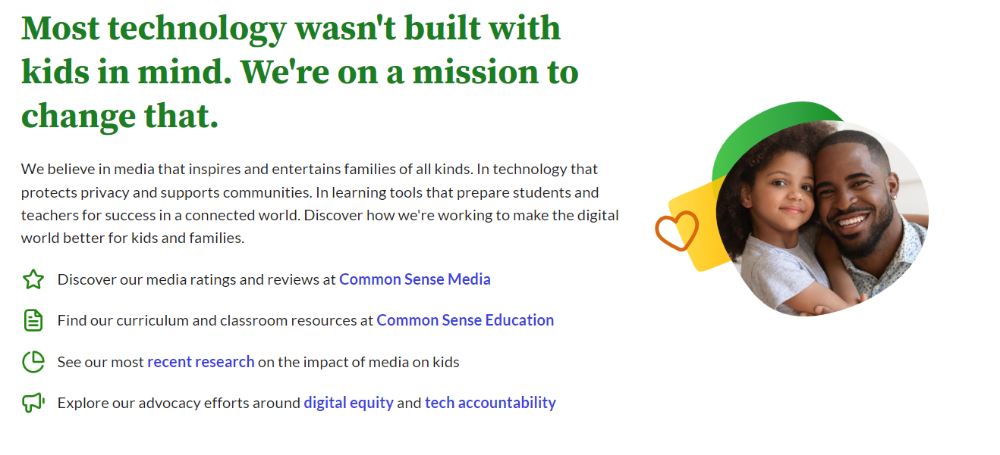 Most technology wasn't built with
kids in mind. We're on a mission to
change that.
We believe in media that inspires and entertains families of all kinds. In technology that
protects privacy and supports communities. In learning tools that prepare students and
teachers for success in a connected world. Discover how we're working to make the digital
world better for kids and families.
Discover our media ratings and reviews at Common Sense Media
Find our curriculum and classroom resources at Common Sense Education
See our most recent research on the impact of media on kids
Explore our advocacy efforts around digital equity and tech accountability